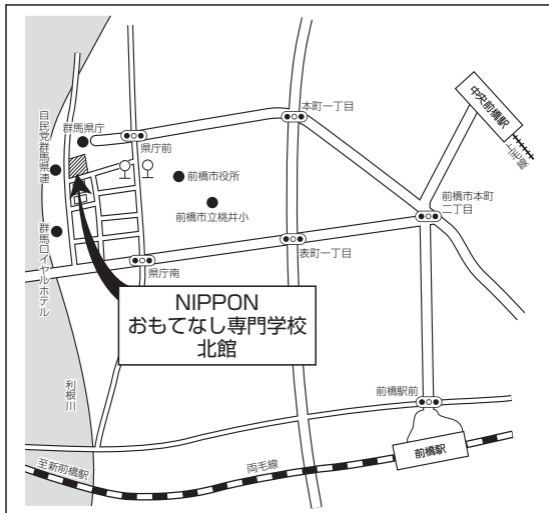 中央前橋駅
上毛線
本町一丁目
群馬県庁
県庁前
自民党群馬県連
前橋市役所
前橋市立桃井小
前橋市本町
二丁目
群馬ロイヤルホテル
表町一丁目
県庁南
NIPPON
おもてなし専門学校
北館
利根川
前橋駅前
前橋駅
両毛線
至新前橋駅